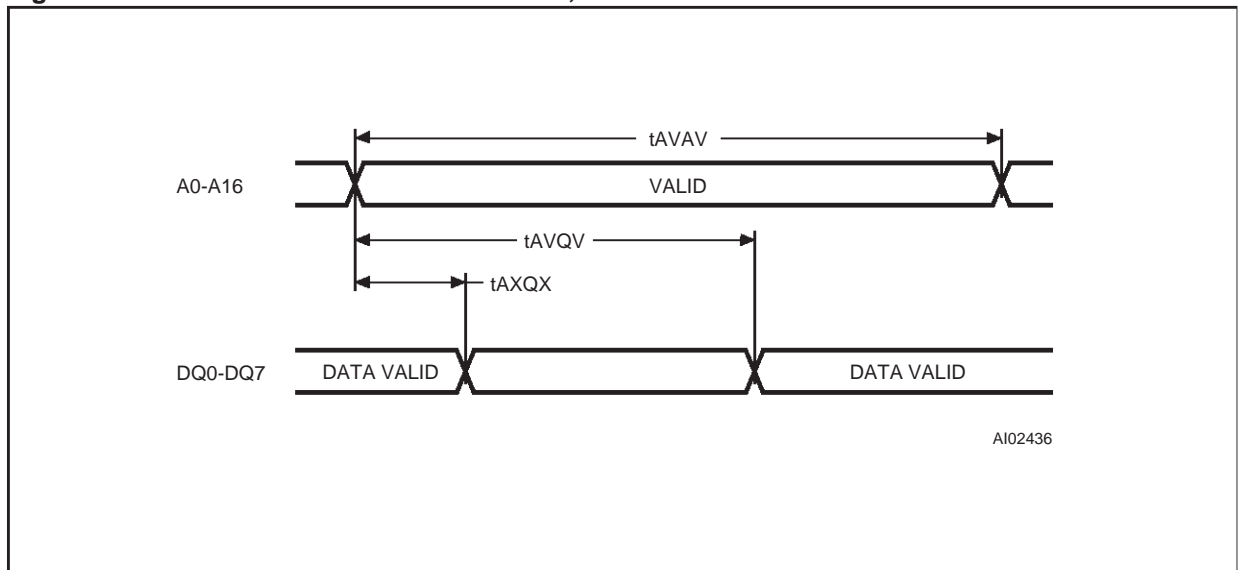 tAVAV
A0-A16 VALID
tAVQV
tAXQX
DQ0-DQ7 DATA VALID DATA VALID
AI02436